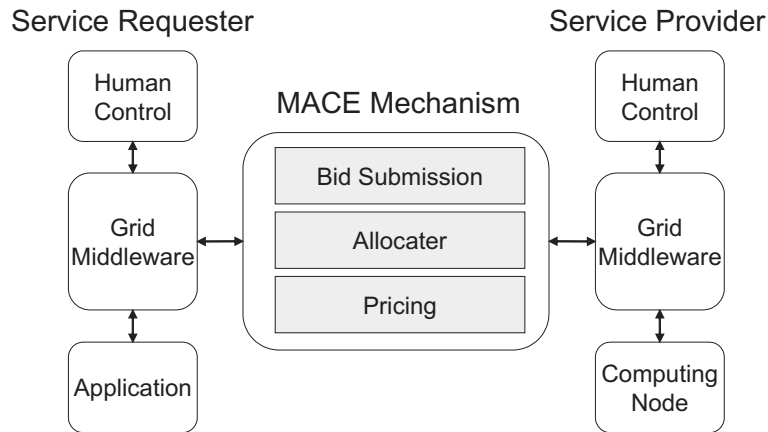 Service Requester
Human
Control
Grid
Middleware
Application
MACE Mechanism
Bid Submission
Allocater
Pricing
Service Provider
Human
Control
Grid
Middleware
Computing
Node